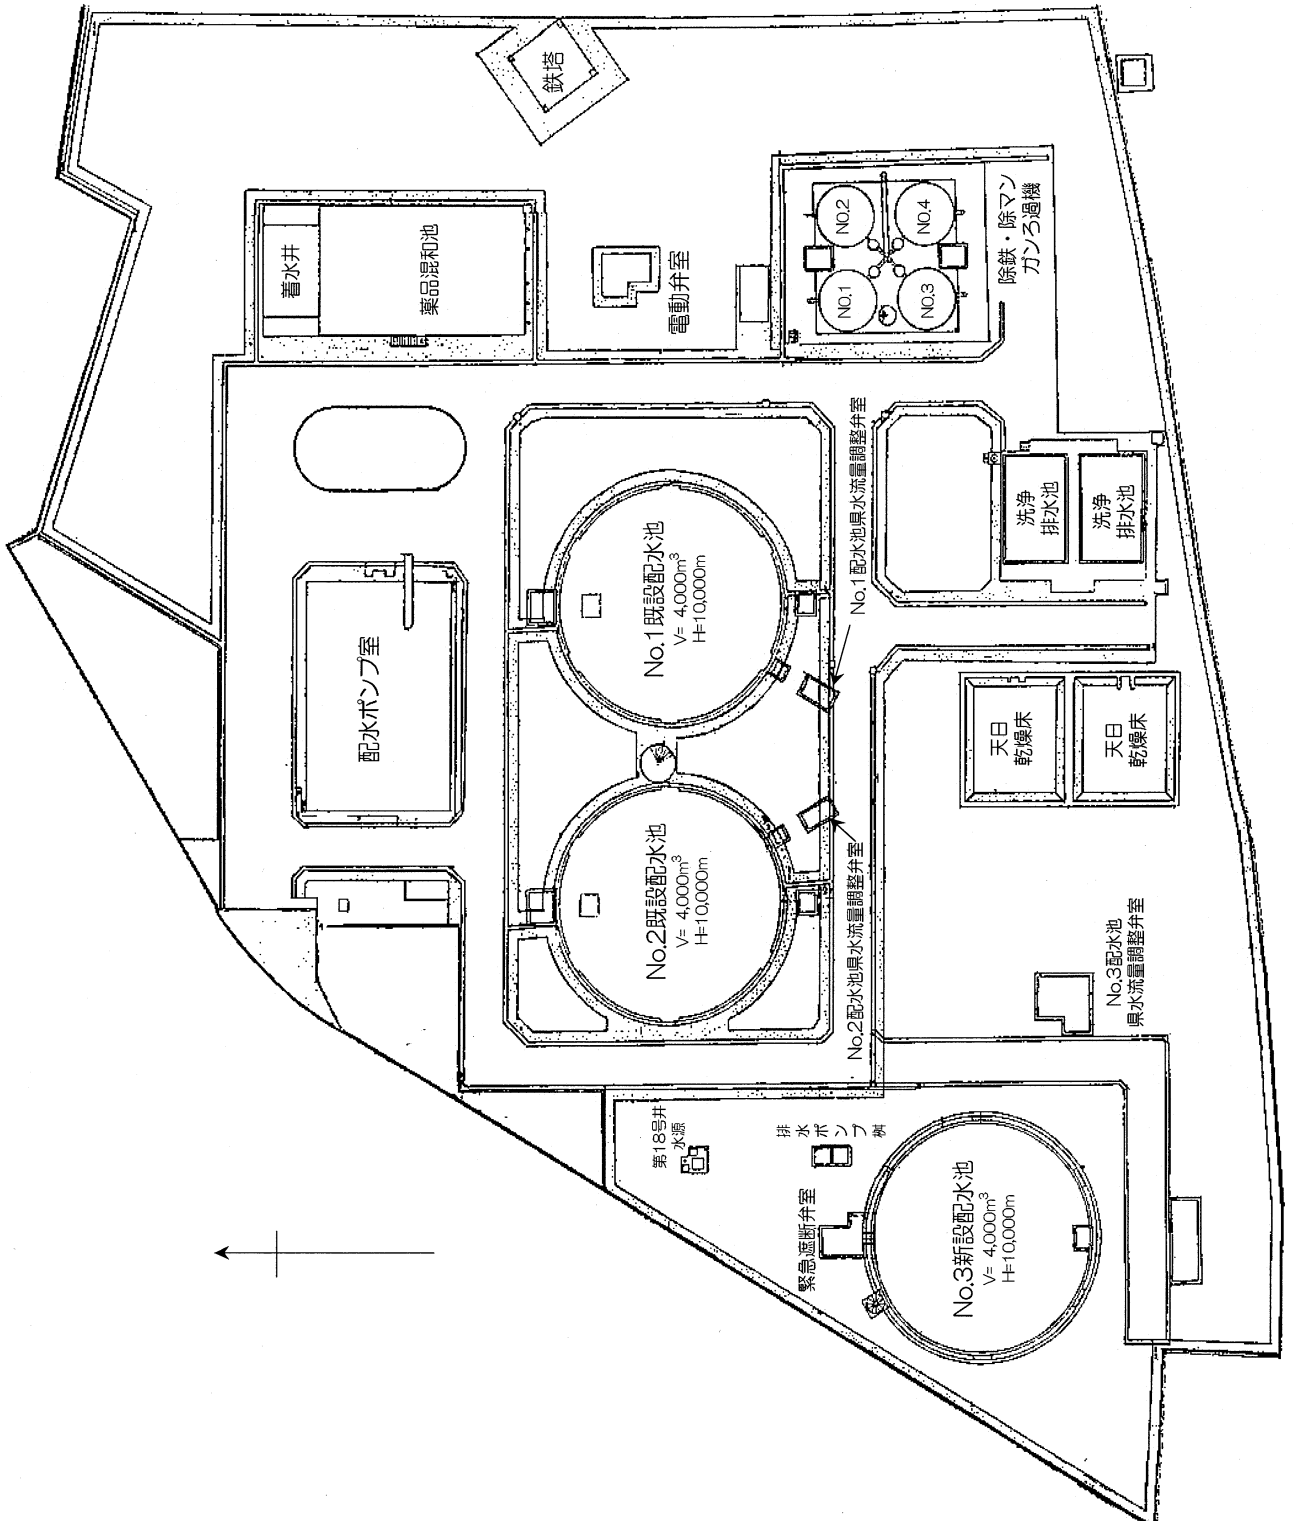 鉄塔
着水井
薬品混和池
電動弁室
NO.2
NO.4
NO.1
NO.3
除鉄・除マン
ガンろ過機
配水ポンプ室
No.1既設配水池
V= 4,000m³
H=10,000m
No.1配水池県水流量調整弁室
洗浄
排水池
洗浄
排水池
No.2既設配水池
V= 4,000m³
H=10,000m
No.2配水池県水流量調整弁室
天日
乾燥床
天日
乾燥床
No.3配水池
県水流量調整弁室
第18号井
水源
排水ポンプ桝
緊急遮断弁室
No.3新設配水池
V= 4,000m³
H=10,000m